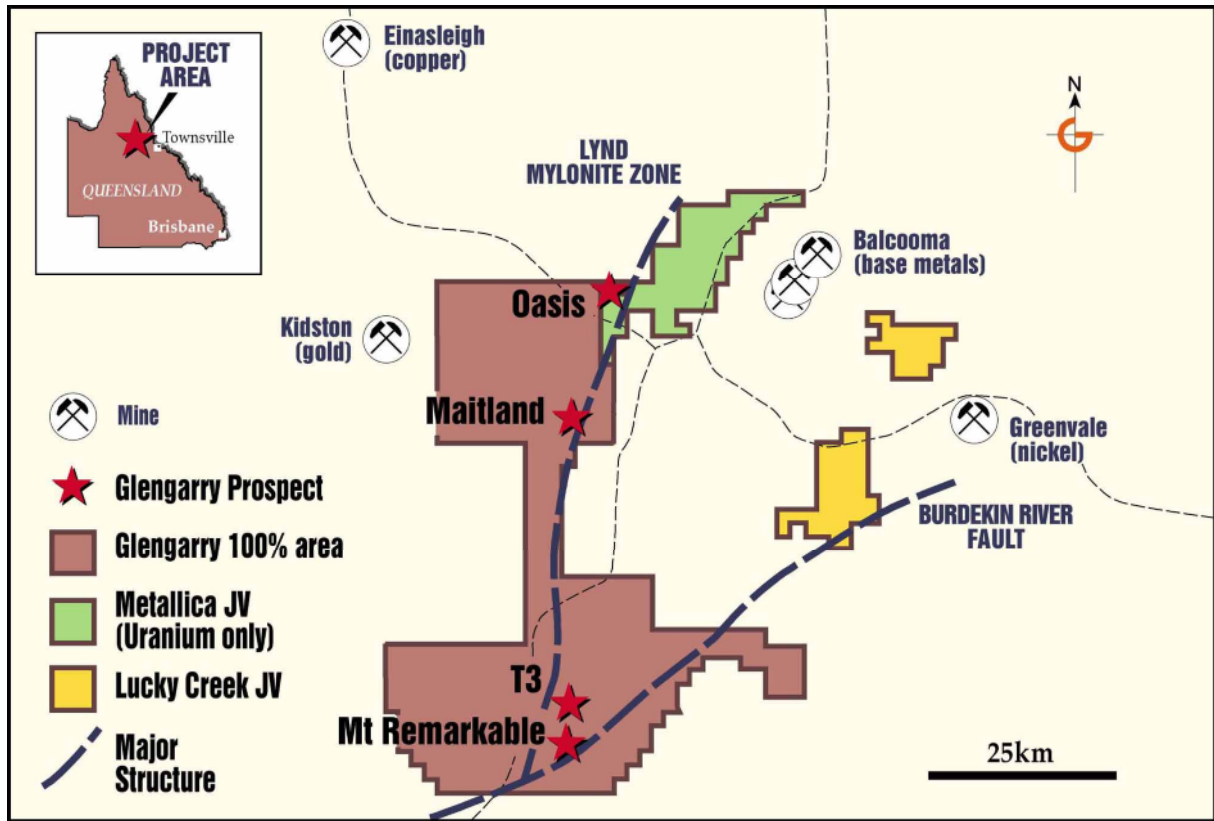 PROJECT
AREA
Townsville
QUEENSLAND
Brisbane
Einasleigh
(copper)
N
LYND
MYLONITE ZONE
Balcooma
(base metals)
Oasis
Kidston
(gold)
Maitland
Greenvale
(nickel)
BURDEKIN RIVER
FAULT
T3
Mt Remarkable
Mine
Glengarry Prospect
Glengarry 100% area
Metallica JV
(Uranium only)
Lucky Creek JV
Major
Structure
25km